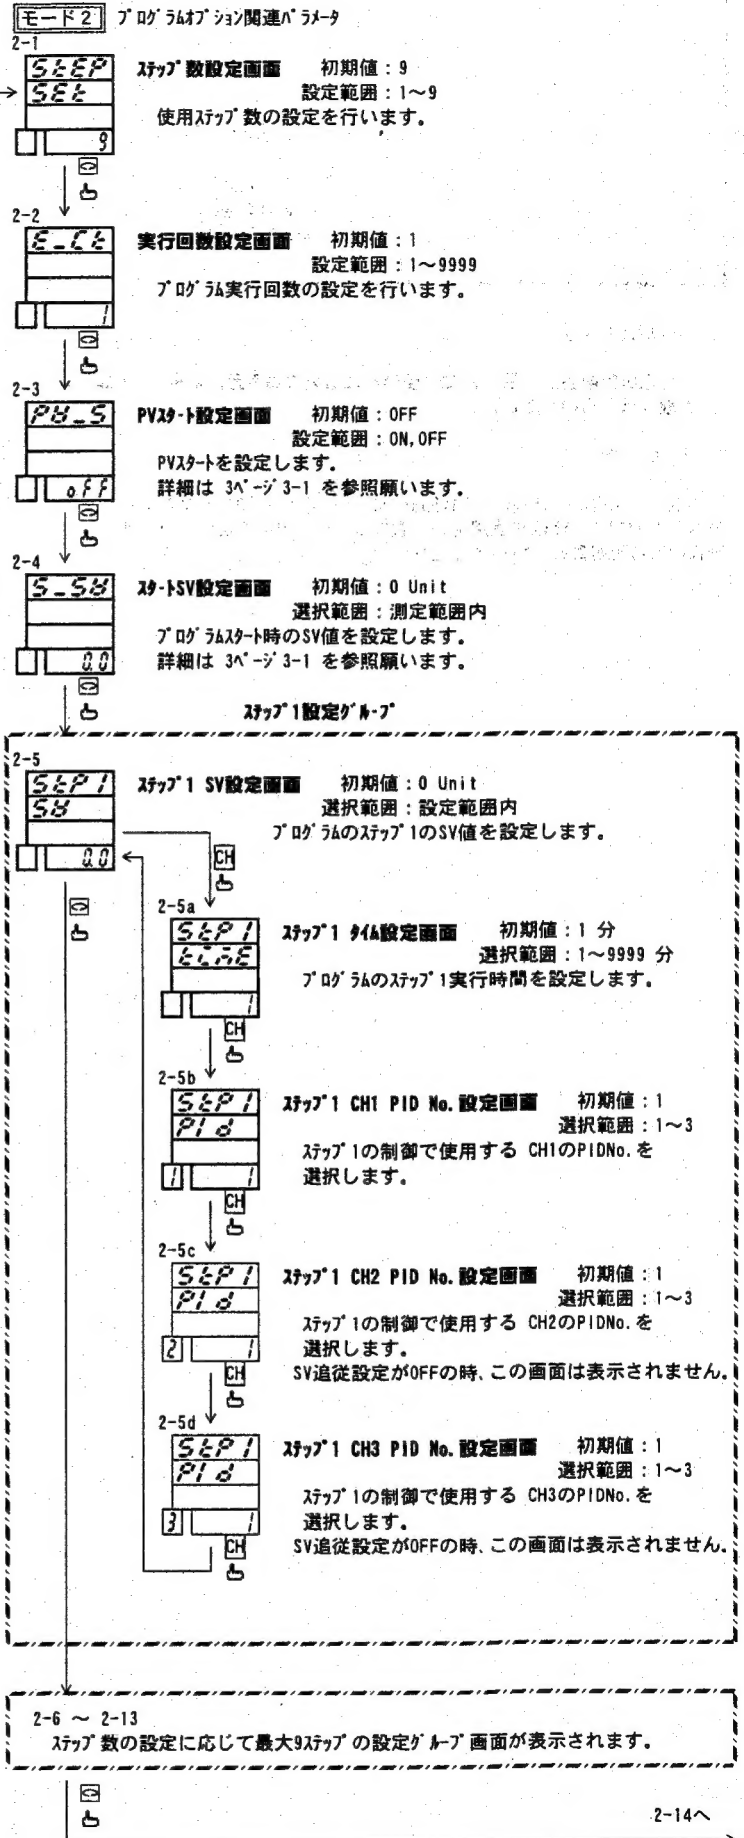 モード2 プログラムオプション関連パラメータ
2-1
StEP ステップ数設定画面 初期値:9
SEt 設定範囲:1~9
使用ステップ数の設定を行います。
9
2-2
E_Ct 実行回数設定画面 初期値:1
設定範囲:1~9999
プログラム実行回数の設定を行います。
1
2-3
PV_S PVスタート設定画面 初期値:OFF
設定範囲:ON,OFF
PVスタートを設定します。
oFF 詳細は 3ページ3-1 を参照願います。
2-4
S_SV スタートSV設定画面 初期値:0 Unit
選択範囲:測定範囲内
プログラムスタート時のSV値を設定します。
0.0 詳細は 3ページ3-1 を参照願います。
ステップ1設定グループ
2-5
StP1 ステップ1 SV設定画面 初期値:0 Unit
SV 選択範囲:設定範囲内
プログラムのステップ1のSV値を設定します。
0.0 CH
2-5a
StP1 ステップ1 タイム設定画面 初期値:1 分
timE 選択範囲:1~9999 分
プログラムのステップ1実行時間を設定します。
1
CH
2-5b
StP1 ステップ1 CH1 PID No.設定画面 初期値:1
PId 選択範囲:1~3
ステップ1の制御で使用する CH1のPIDNo.を
1 1 選択します。
CH
2-5c
StP1 ステップ1 CH2 PID No.設定画面 初期値:1
PId 選択範囲:1~3
ステップ1の制御で使用する CH2のPIDNo.を
2 1 選択します。
CH SV追従設定がOFFの時、この画面は表示されません。
2-5d
StP1 ステップ1 CH3 PID No.設定画面 初期値:1
PId 選択範囲:1~3
ステップ1の制御で使用する CH3のPIDNo.を
3 1 選択します。
CH SV追従設定がOFFの時、この画面は表示されません。
2-6 ~ 2-13
ステップ数の設定に応じて最大9ステップの設定グループ画面が表示されます。
2-14へ